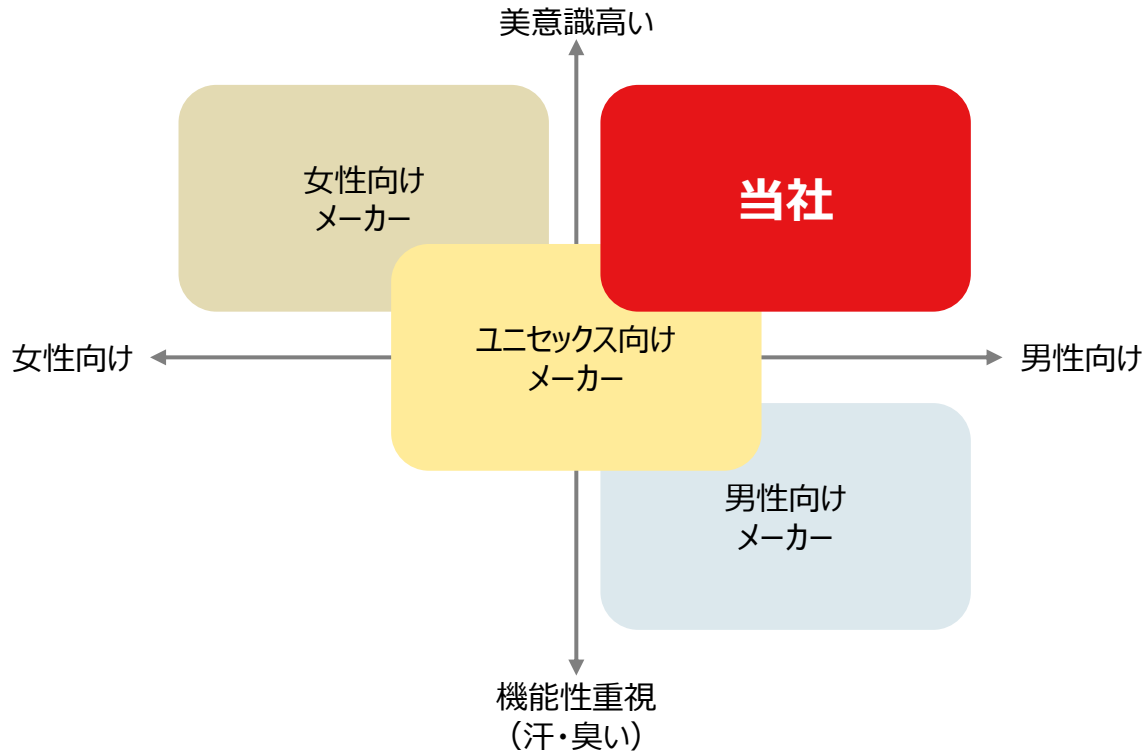 美意識高い
女性向け
メーカー
当社
ユニセックス向け
メーカー
女性向け
男性向け
男性向け
メーカー
機能性重視
（汗・臭い）